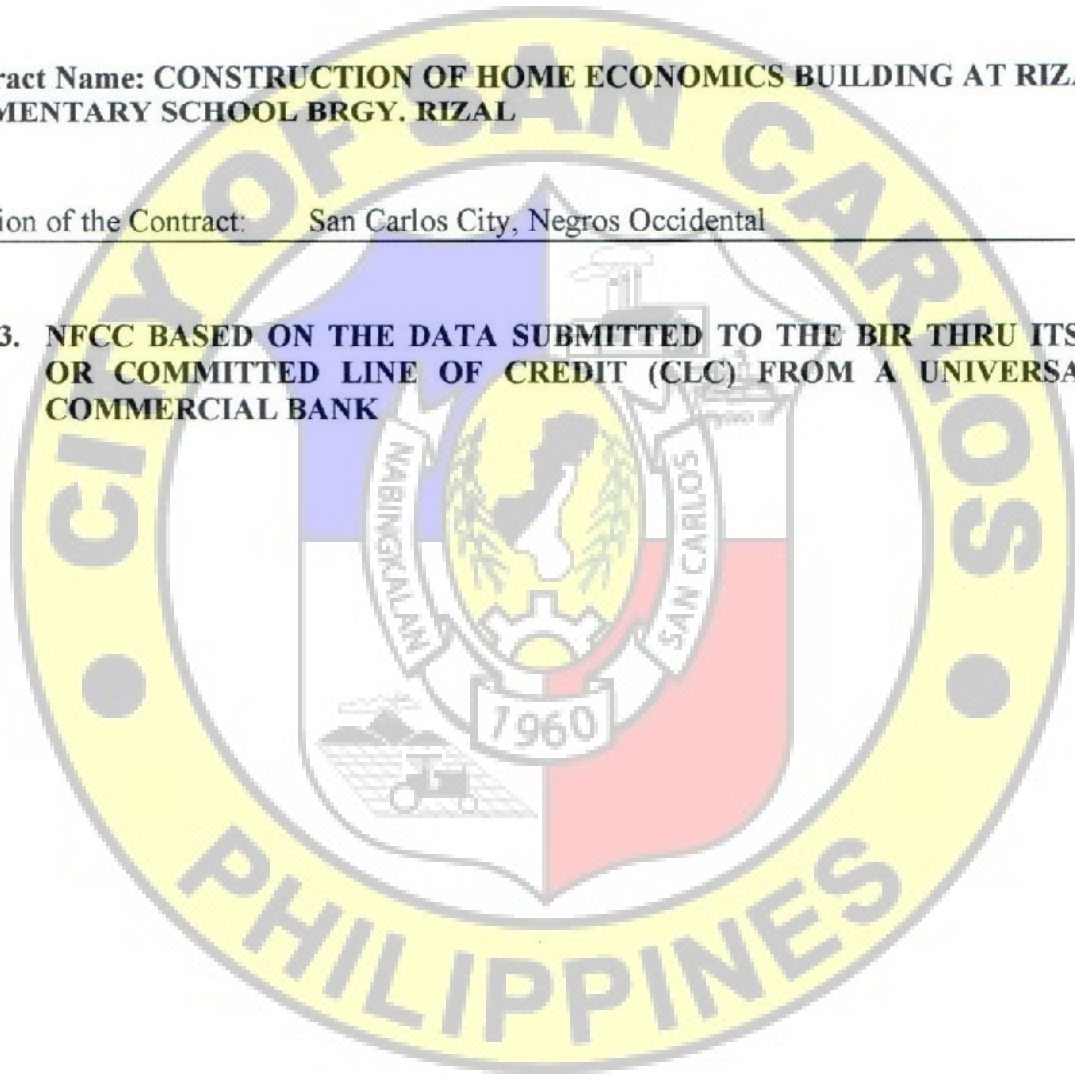 ract Name: CONSTRUCTION OF HOME ECONOMICS BUILDING AT RIZA
MENTARY SCHOOL BRGY. RIZAL
ion of the Contract: San Carlos City, Negros Occidental
3. NFCC BASED ON THE DATA SUBMITTED TO THE BIR THRU ITS
OR COMMITTED LINE OF CREDIT (CLC) FROM A UNIVERSA
COMMERCIAL BANK
CITY OF SAN CARLOS
NABINGKALAN
SAN CARLOS
1960
PHILIPPINES